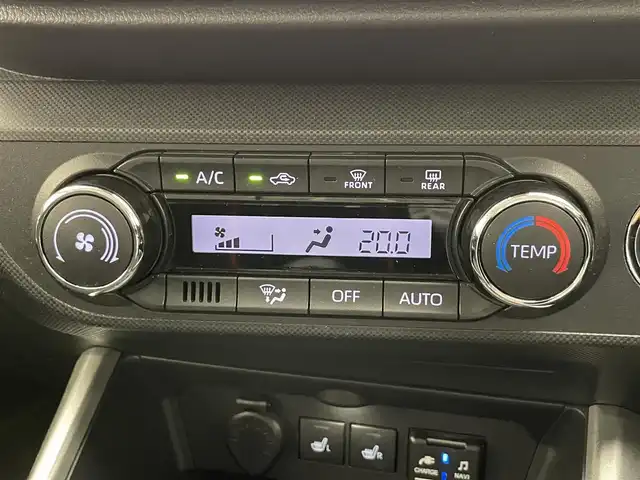 A/C
FRONT
REAR
20.0
TEMP
OFF
AUTO
L
R
CHARGE
NAVI